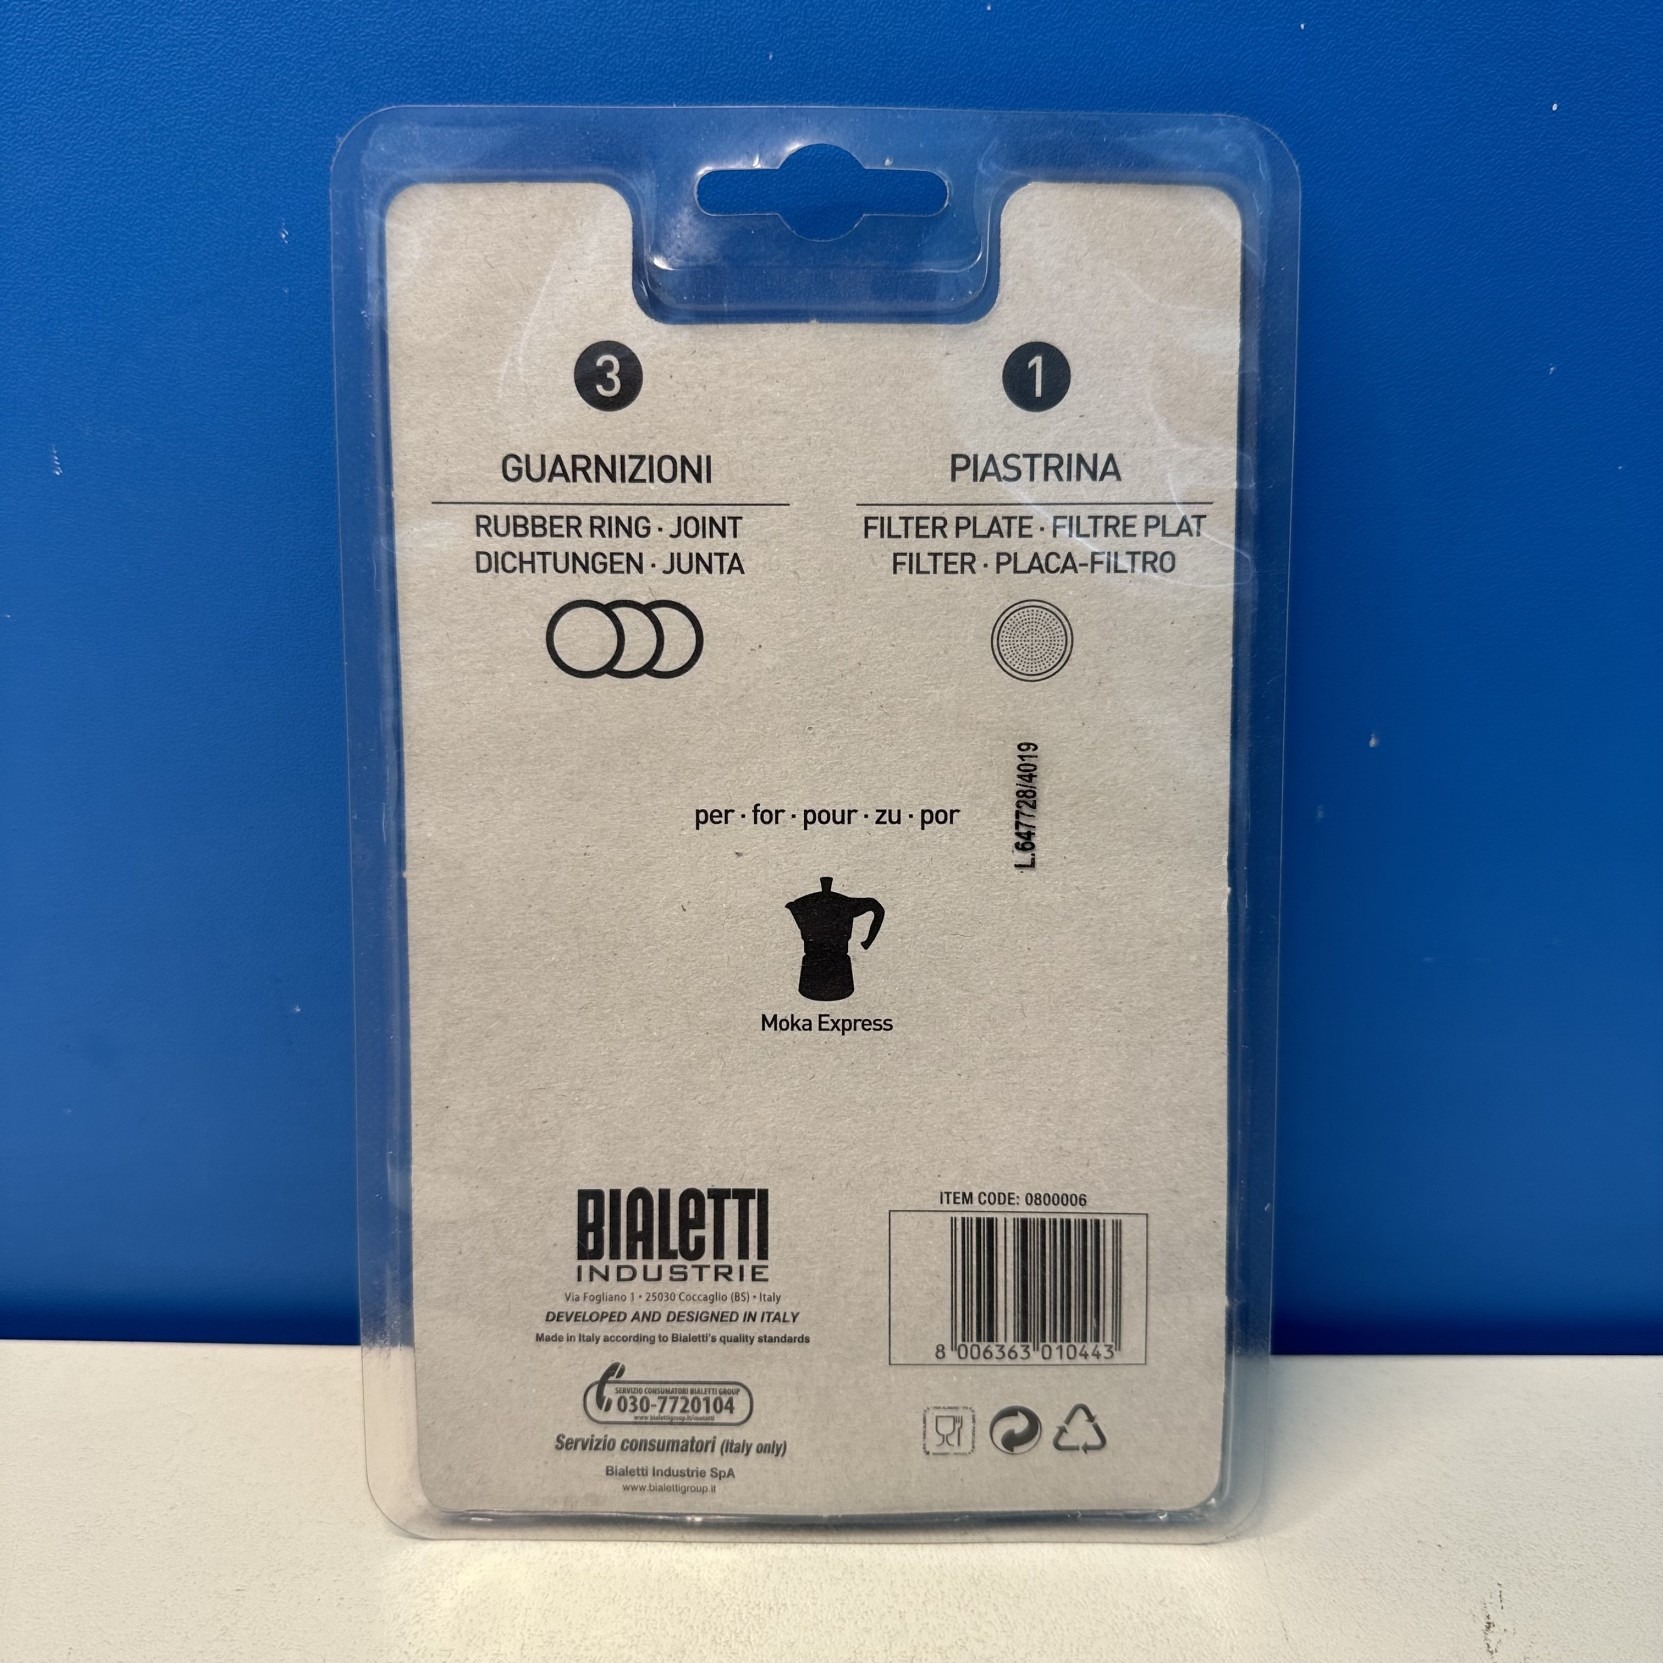 3
GUARNIZIONI
RUBBER RING · JOINT
DICHTUNGEN · JUNTA
1
PIASTRINA
FILTER PLATE · FILTRE PLAT
FILTER · PLACA-FILTRO
L.647728/4019
per · for · pour · zu · por
Moka Express
BIALETTI
INDUSTRIE
Via Fogliano 1 • 25030 Coccaglio (BS) • Italy
DEVELOPED AND DESIGNED IN ITALY
Made in Italy according to Bialetti's quality standards
SERVIZIO CONSUMATORI BIALETTI GROUP
030-7720104
Servizio consumatori (Italy only)
Bialetti Industrie SpA
www.bialettigroup.it
ITEM CODE: 0800006
8 006363 010443